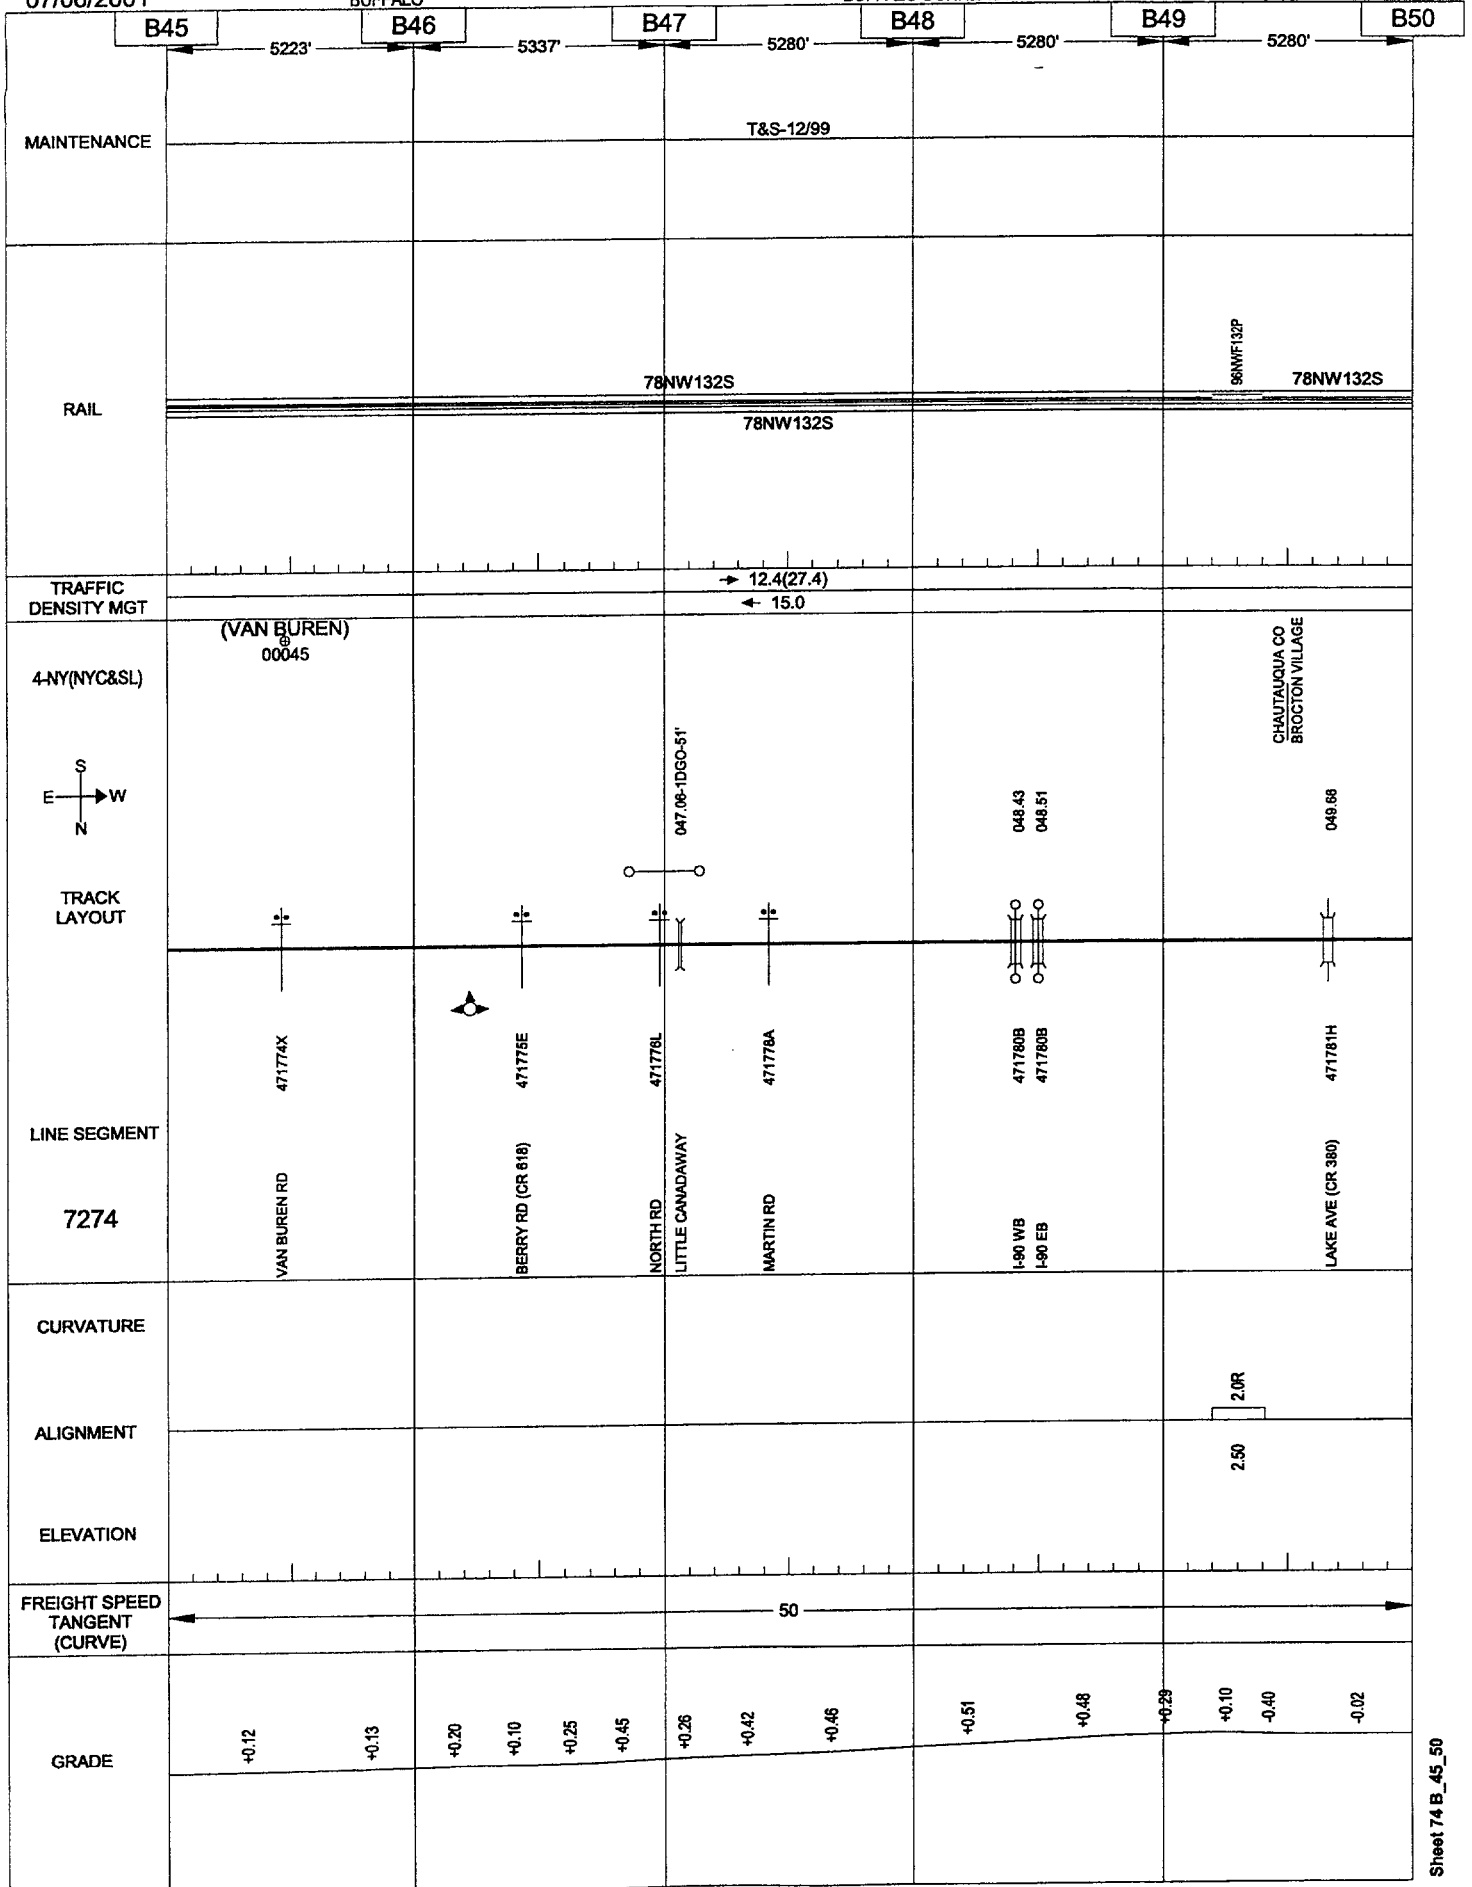 07/06/2001
BUFFALO
B45 B46 B47 B48 B49 B50
5223' 5337' 5280' 5280' 5280'
MAINTENANCE
T&S-12/99
RAIL
78NW132S
78NW132S
96NWF132P
78NW132S
TRAFFIC
DENSITY MGT
12.4(27.4)
15.0
4-NY(NYC&SL)
(VAN BUREN)
00045
CHAUTAUQUA CO
BROCTON VILLAGE
S
E W
N
047.06-1DGO-51'
048.43
048.51
049.68
TRACK
LAYOUT
471774X
471775E
471776L
471778A
471780B
471780B
471781H
LINE SEGMENT
7274
VAN BUREN RD
BERRY RD (CR 618)
NORTH RD
LITTLE CANADAWAY
MARTIN RD
I-90 WB
I-90 EB
LAKE AVE (CR 380)
CURVATURE
ALIGNMENT
2.0R
2.50
ELEVATION
FREIGHT SPEED
TANGENT
(CURVE)
50
GRADE
+0.12 +0.13 +0.20 +0.10 +0.25 +0.45 +0.26 +0.42 +0.46 +0.51 +0.48 +0.29 +0.10 -0.40 -0.02
Sheet 74 B_45_50